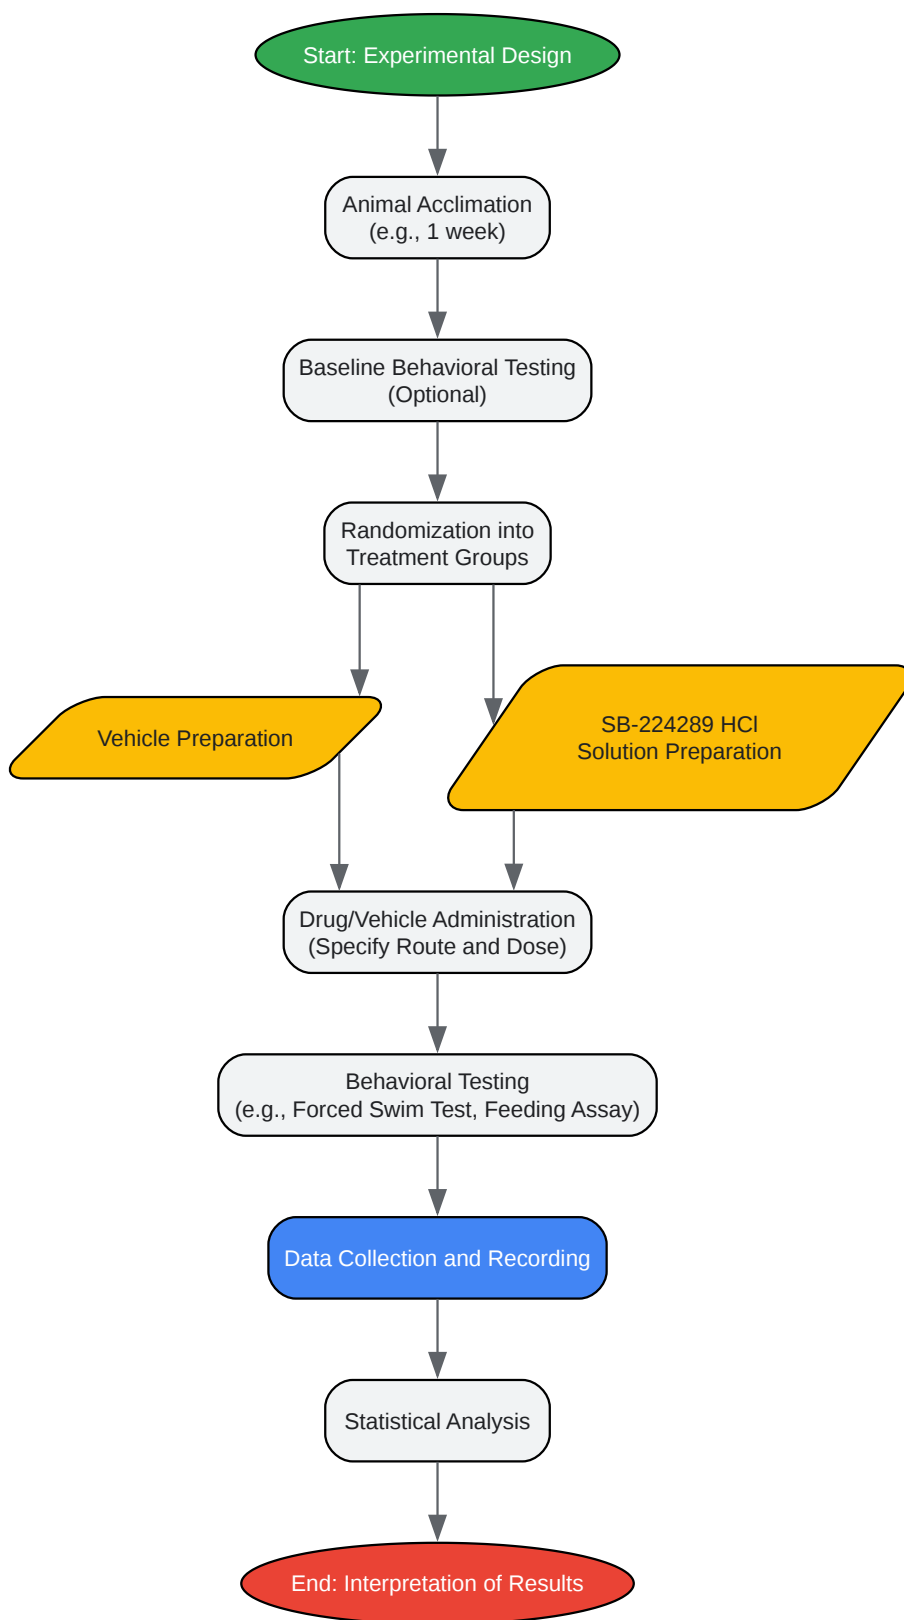 Start: Experimental Design
Animal Acclimation
(e.g., 1 week)
Baseline Behavioral Testing
(Optional)
Randomization into
Treatment Groups
Vehicle Preparation
SB-224289 HCl
Solution Preparation
Drug/Vehicle Administration
(Specify Route and Dose)
Behavioral Testing
(e.g., Forced Swim Test, Feeding Assay)
Data Collection and Recording
Statistical Analysis
End: Interpretation of Results